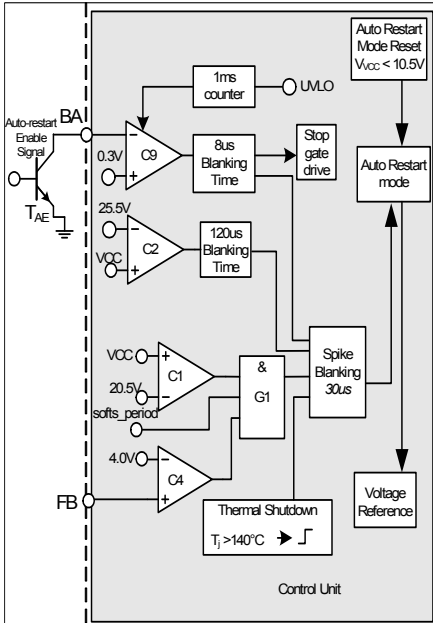 Auto Restart
Mode Reset
VVCC < 10.5V
1ms
counter
UVLO
BA
Auto-restart
Enable
Signal
TAE
0.3V
−
+
C9
8us
Blanking
Time
Stop
gate
drive
Auto Restart
mode
25.5V
VCC
−
+
C2
120us
Blanking
Time
VCC
20.5V
softs_period
+
−
C1
&
G1
Spike
Blanking
30us
4.0V
FB
−
+
C4
Thermal Shutdown
Tj >140°C
Voltage
Reference
Control Unit